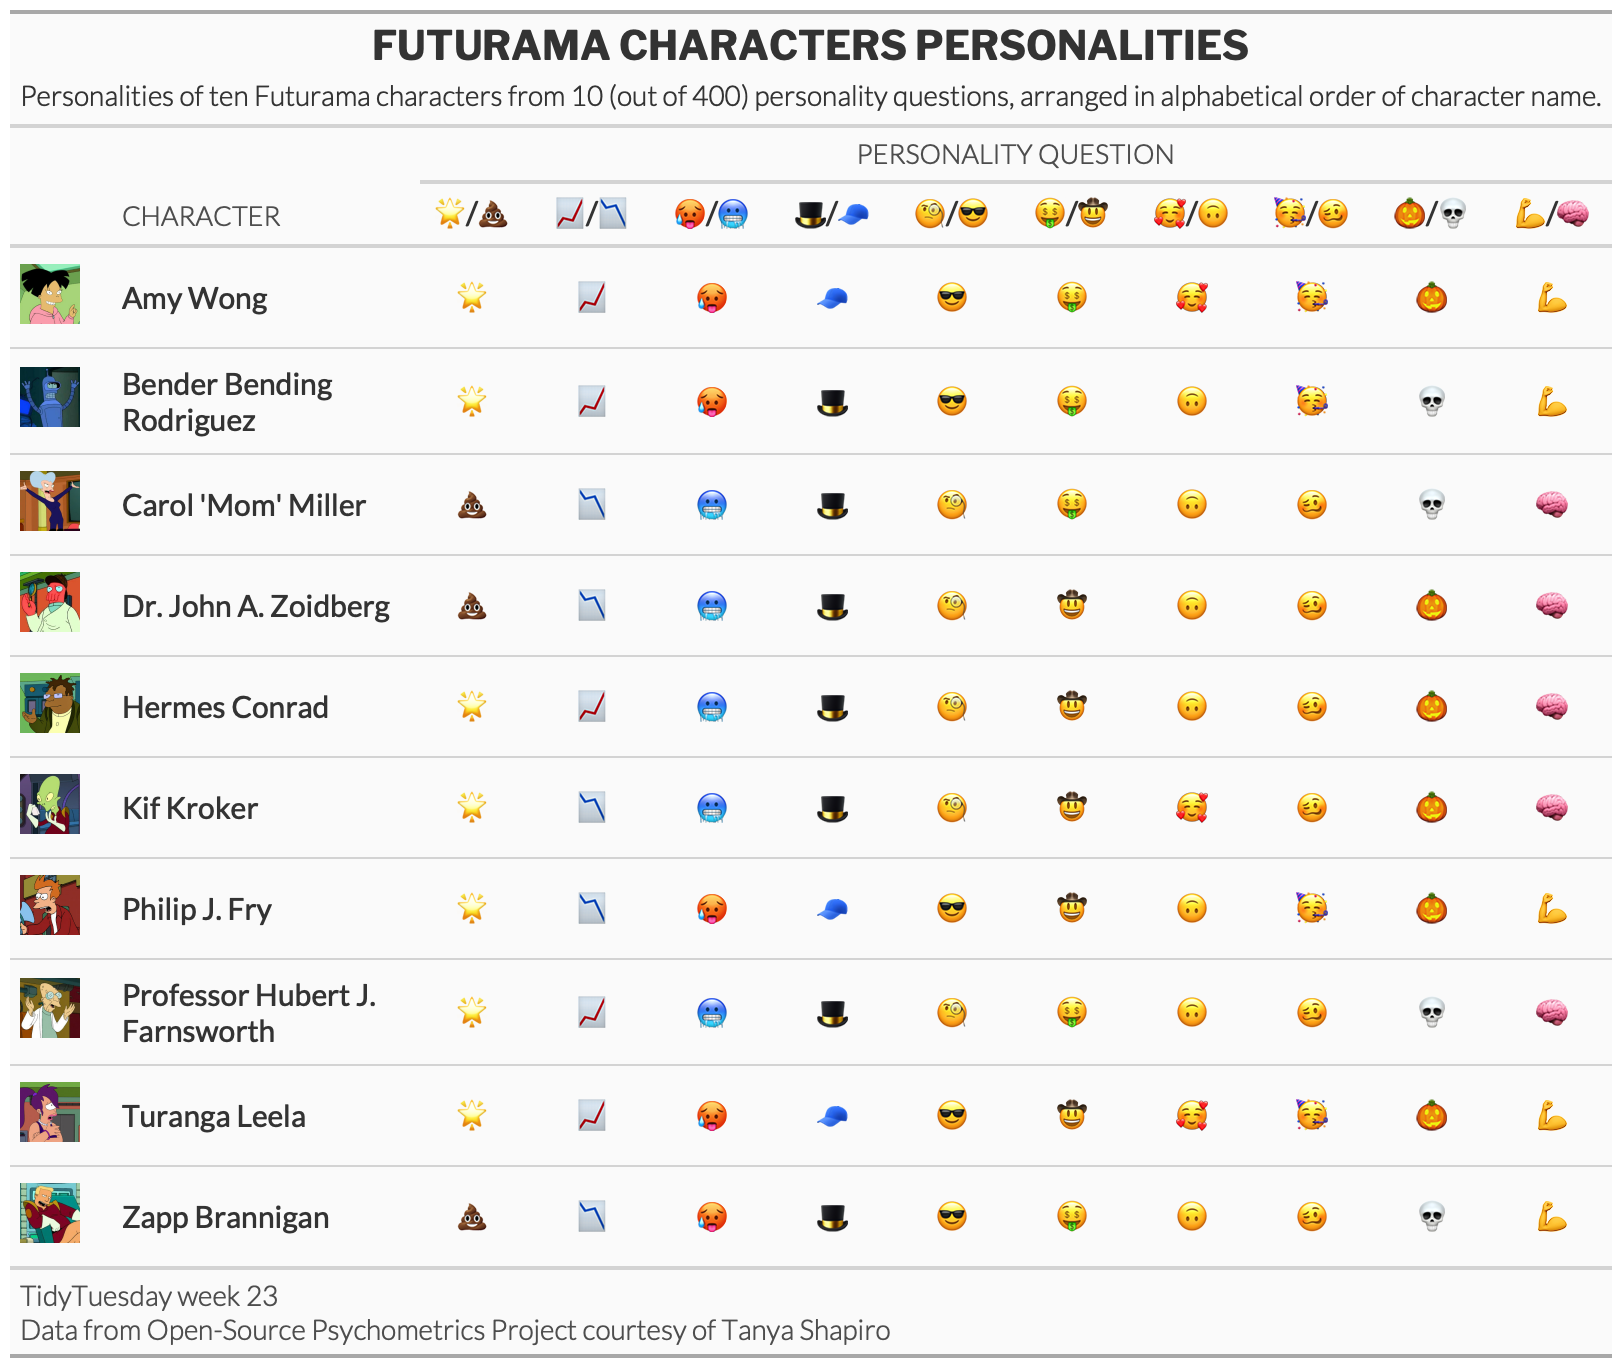 FUTURAMA CHARACTERS PERSONALITIES
Personalities of ten Futurama characters from 10 (out of 400) personality questions, arranged in alphabetical order of character name.
PERSONALITY QUESTION
CHARACTER 🌟/💩 📈/📉 🥵/🥶 🎩/🧢 🧐/😎 🤑/🤠 🥰/🙃 🥳/🥴 🎃/💀 💪/🧠
Amy Wong 🌟 📈 🥵 🧢 😎 🤑 🥰 🥳 🎃 💪
Bender Bending
Rodriguez 🌟 📈 🥵 🎩 😎 🤑 🙃 🥳 💀 💪
Carol 'Mom' Miller 💩 📉 🥶 🎩 🧐 🤑 🙃 🥴 💀 🧠
Dr. John A. Zoidberg 💩 📉 🥶 🎩 🧐 🤠 🙃 🥴 🎃 🧠
Hermes Conrad 🌟 📈 🥶 🎩 🧐 🤠 🙃 🥴 🎃 🧠
Kif Kroker 🌟 📉 🥶 🎩 🧐 🤠 🥰 🥴 🎃 🧠
Philip J. Fry 🌟 📉 🥵 🧢 😎 🤠 🙃 🥳 🎃 💪
Professor Hubert J.
Farnsworth 🌟 📈 🥶 🎩 🧐 🤑 🙃 🥴 💀 🧠
Turanga Leela 🌟 📈 🥵 🧢 😎 🤠 🥰 🥳 🎃 💪
Zapp Brannigan 💩 📉 🥵 🎩 😎 🤑 🙃 🥴 💀 💪
TidyTuesday week 23
Data from Open-Source Psychometrics Project courtesy of Tanya Shapiro